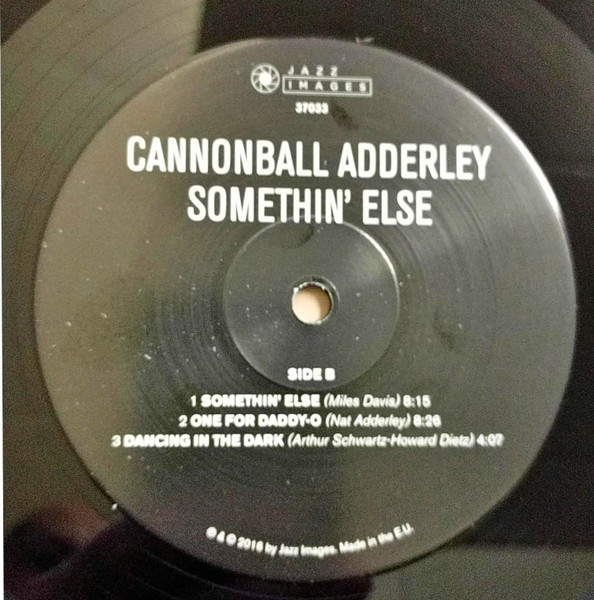 JAZZ
IMAGES
37033
CANNONBALL ADDERLEY
SOMETHIN' ELSE
SIDE B
1 SOMETHIN' ELSE (Miles Davis) 8:15
2 ONE FOR DADDY-O (Nat Adderley) 8:26
3 DANCING IN THE DARK (Arthur Schwartz-Howard Dietz) 4:07
℗ & © 2016 by Jazz Images. Made in the E.U.